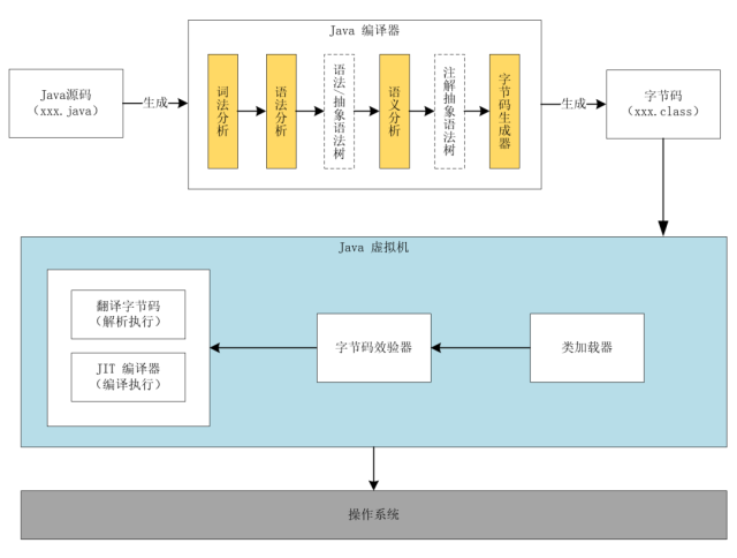 Java 编译器
Java源码
（xxx.java）
生成
词法分析
语法分析
语法/抽象语法树
语义分析
注解抽象语法树
字节码生成器
生成
字节码
（xxx.class）
Java 虚拟机
翻译字节码
（解析执行）
JIT 编译器
（编译执行）
字节码效验器
类加载器
操作系统